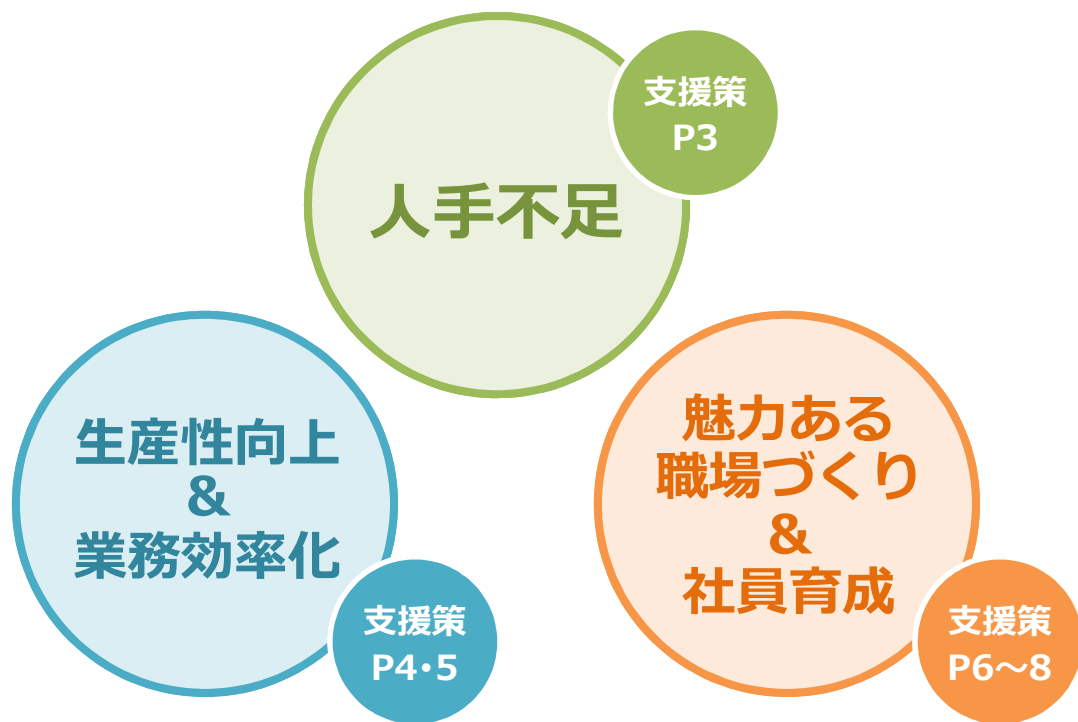 支援策
P3
人手不足
生産性向上
&
業務効率化
支援策
P4・5
魅力ある
職場づくり
&
社員育成
支援策
P6～8